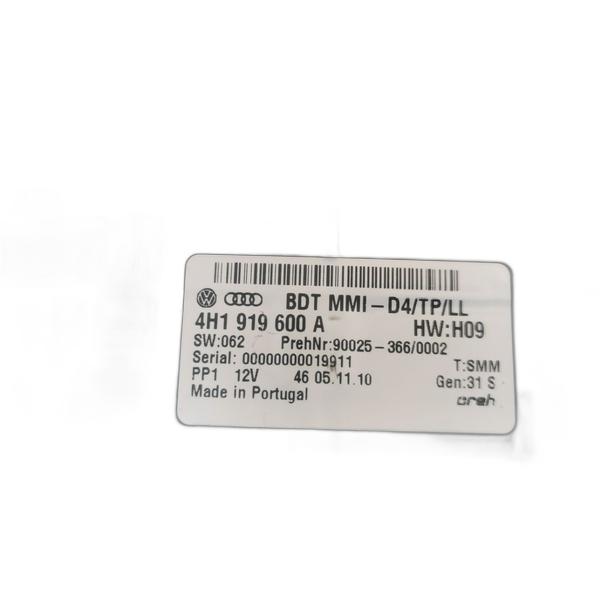 BDT MMI-D4/TP/LL
4H1 919 600 A HW:H09
SW:062 PrehNr:90025-366/0002
Serial: 00000000019911 T:SMM
PP1 12V 46 05.11.10 Gen:31 S
Made in Portugal preh